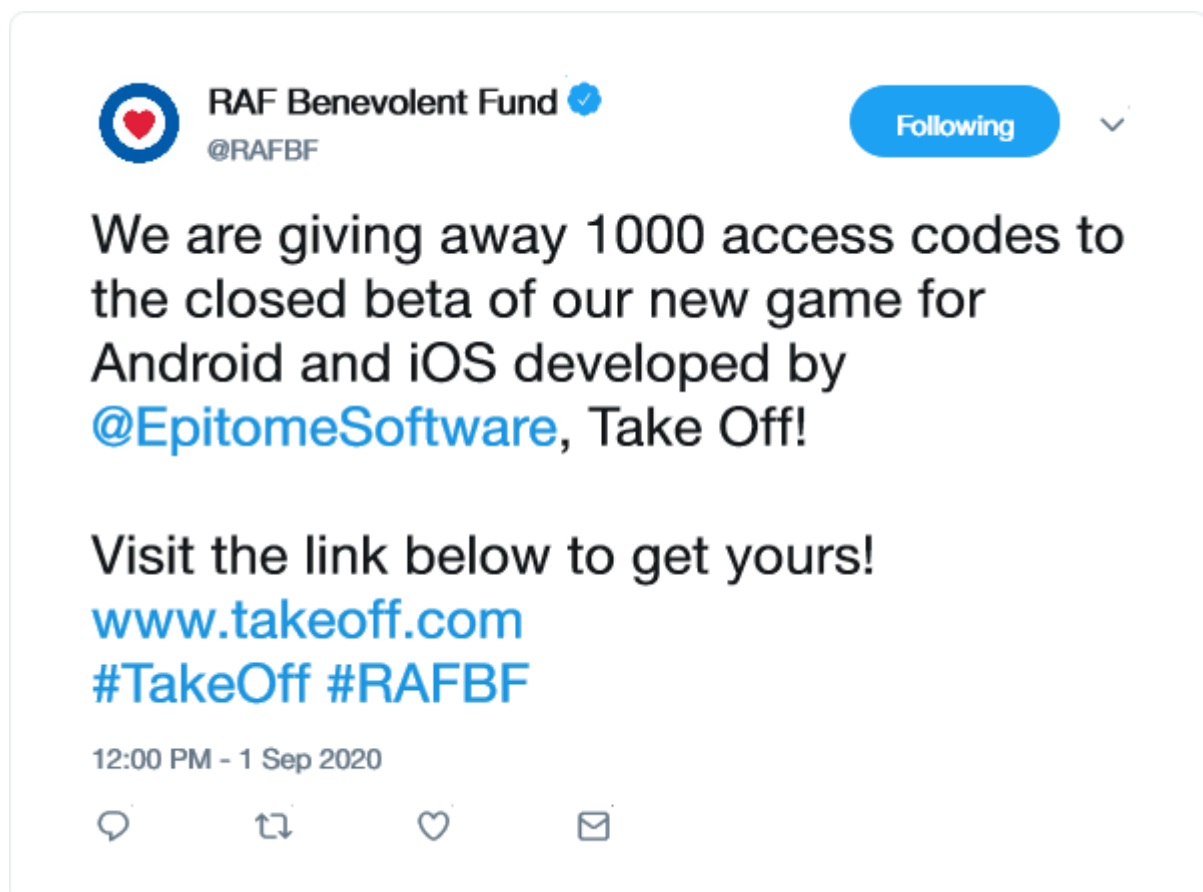 RAF Benevolent Fund
@RAFBF
Following
We are giving away 1000 access codes to
the closed beta of our new game for
Android and iOS developed by
@EpitomeSoftware, Take Off!
Visit the link below to get yours!
www.takeoff.com
#TakeOff #RAFBF
12:00 PM - 1 Sep 2020